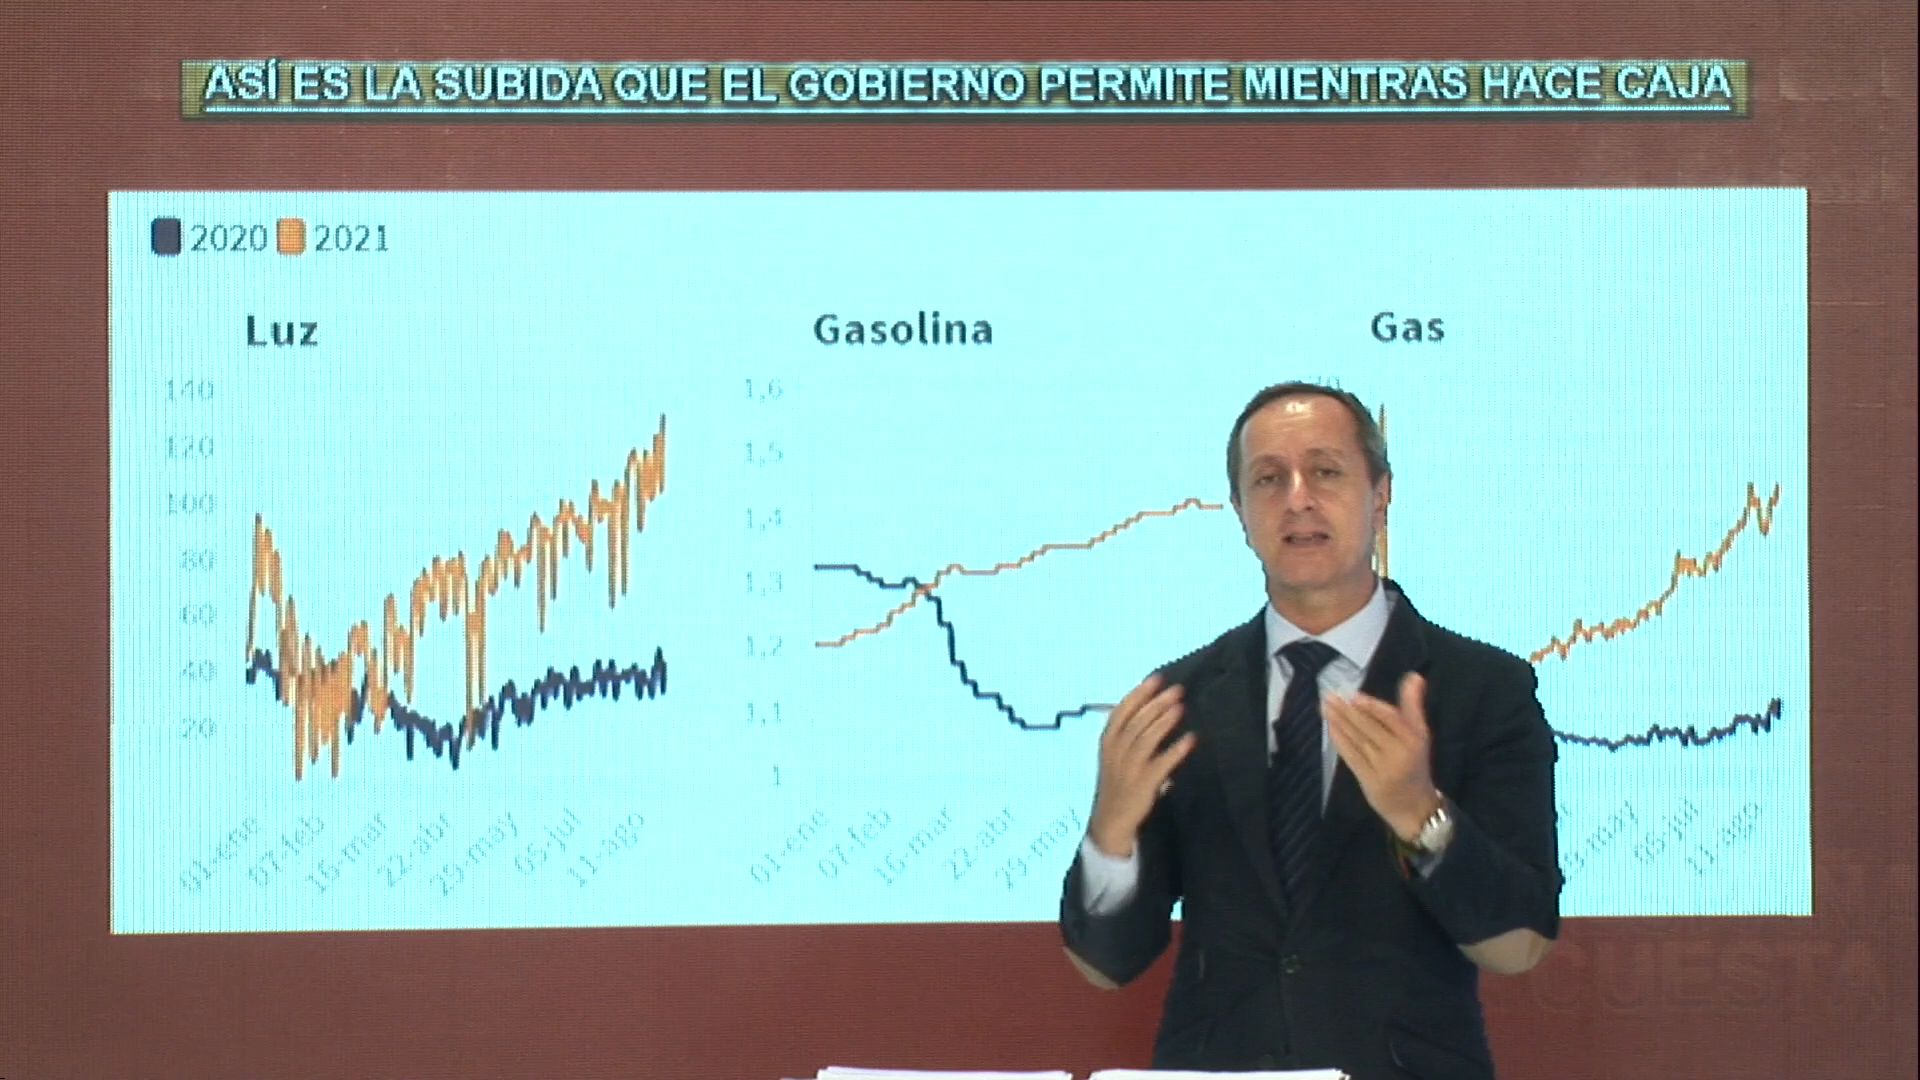 ASÍ ES LA SUBIDA QUE EL GOBIERNO PERMITE MIENTRAS HACE CAJA
2020 2021
Luz
140
120
100
80
60
40
20
01-ene 07-feb 16-mar 22-abr 29-may 05-jul 11-ago
Gasolina
1,6
1,5
1,4
1,3
1,2
1,1
1
01-ene 07-feb 16-mar 22-abr 29-may
Gas
70
05-jul 11-ago
CUESTA